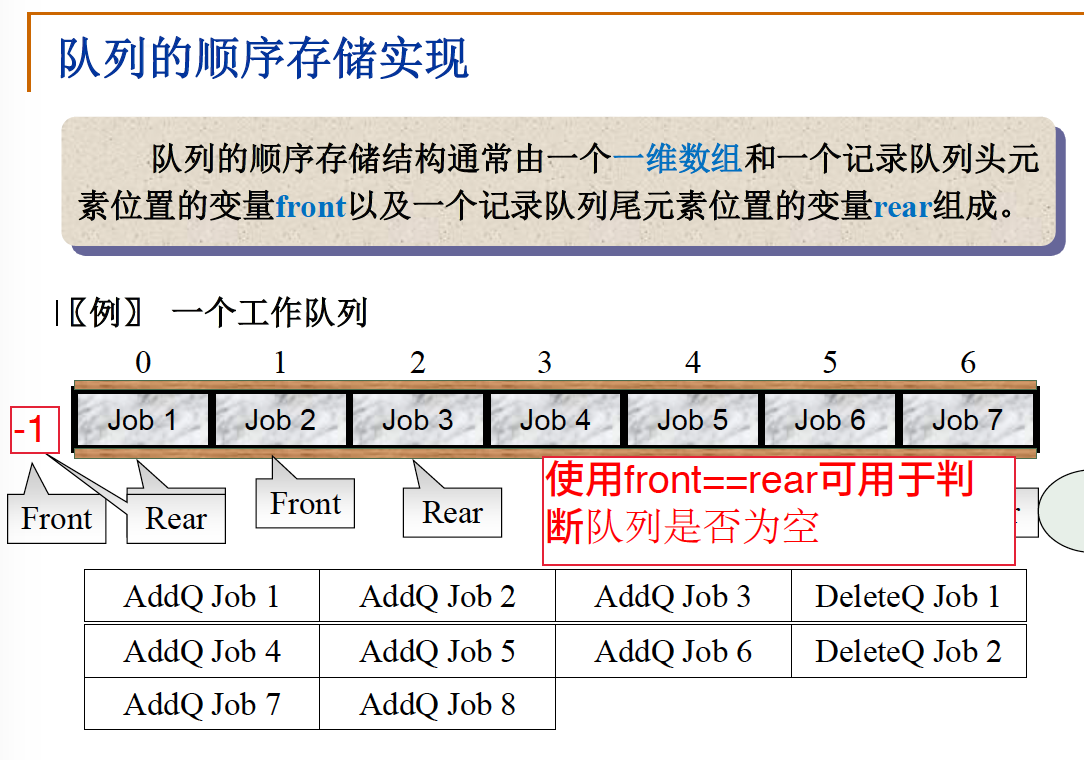 队列的顺序存储实现
队列的顺序存储结构通常由一个一维数组和一个记录队列头元
素位置的变量front以及一个记录队列尾元素位置的变量rear组成。
〖例〗 一个工作队列
0 1 2 3 4 5 6
-1 Job 1 Job 2 Job 3 Job 4 Job 5 Job 6 Job 7
Front Rear Front Rear
使用front==rear可用于判
断队列是否为空
AddQ Job 1 AddQ Job 2 AddQ Job 3 DeleteQ Job 1
AddQ Job 4 AddQ Job 5 AddQ Job 6 DeleteQ Job 2
AddQ Job 7 AddQ Job 8